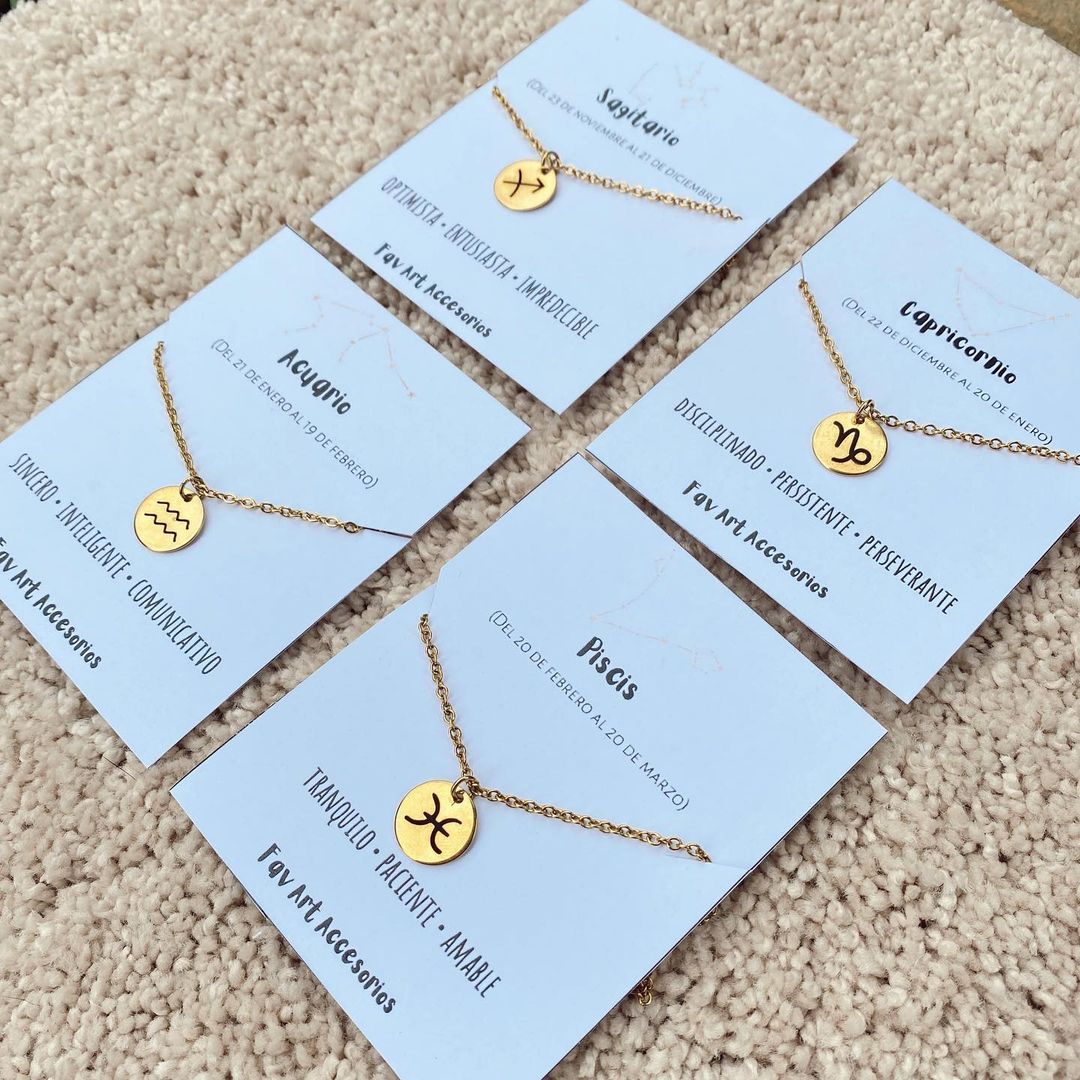 Sagitario
(DEL 23 DE NOVIEMBRE AL 21 DE DICIEMBRE)
OPTIMISTA • ENTUSIASTA • IMPREDECIBLE
Fav Art Accesorios
Capricornio
(DEL 22 DE DICIEMBRE AL 20 DE ENERO)
DISCILPLINADO • PERSISTENTE • PERSEVERANTE
Fav Art Accesorios
Acuario
(DEL 21 DE ENERO AL 19 DE FEBRERO)
SINCERO • INTELIGENTE • COMUNICATIVO
Fav Art Accesorios
Piscis
(DEL 20 DE FEBRERO AL 20 DE MARZO)
TRANQUILO • PACIENTE • AMABLE
Fav Art Accesorios